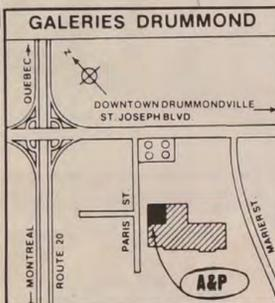 GALERIES DRUMMOND
QUEBEC
N
DOWNTOWN DRUMMONDVILLE
ST. JOSEPH BLVD.
PARIS ST
MARIER ST.
MONTREAL
ROUTE 20
A&P